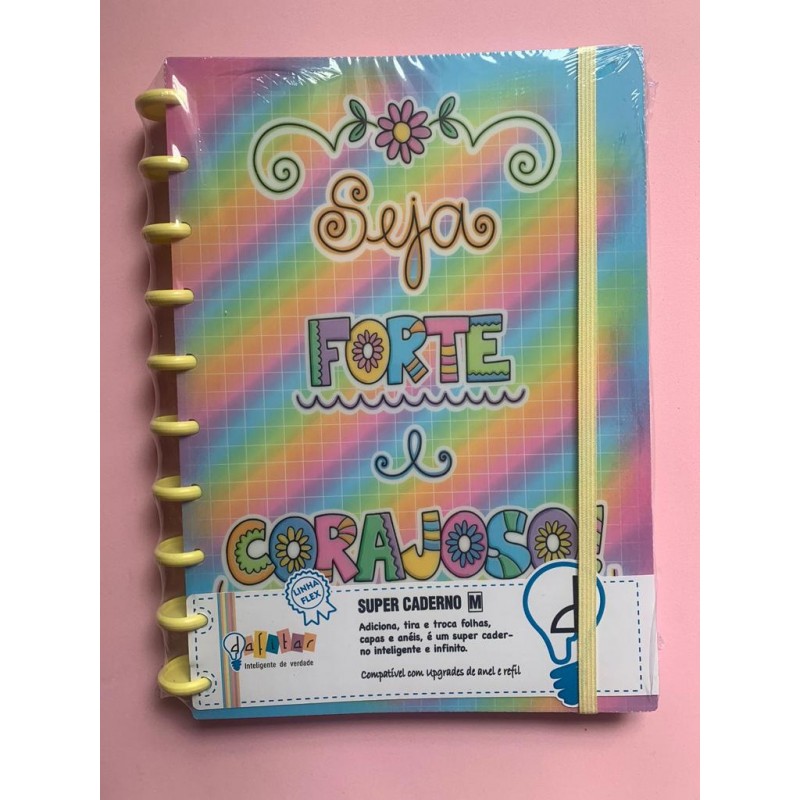 Seja
FORTE
e
CORAJOSO!
LINHA
FLEX
dafitar
Inteligente de verdade
SUPER CADERNO M
Adiciona, tira e troca folhas,
capas e anéis, é um super cader-
no inteligente e infinito.
Compatível com Upgrades de anel e refil